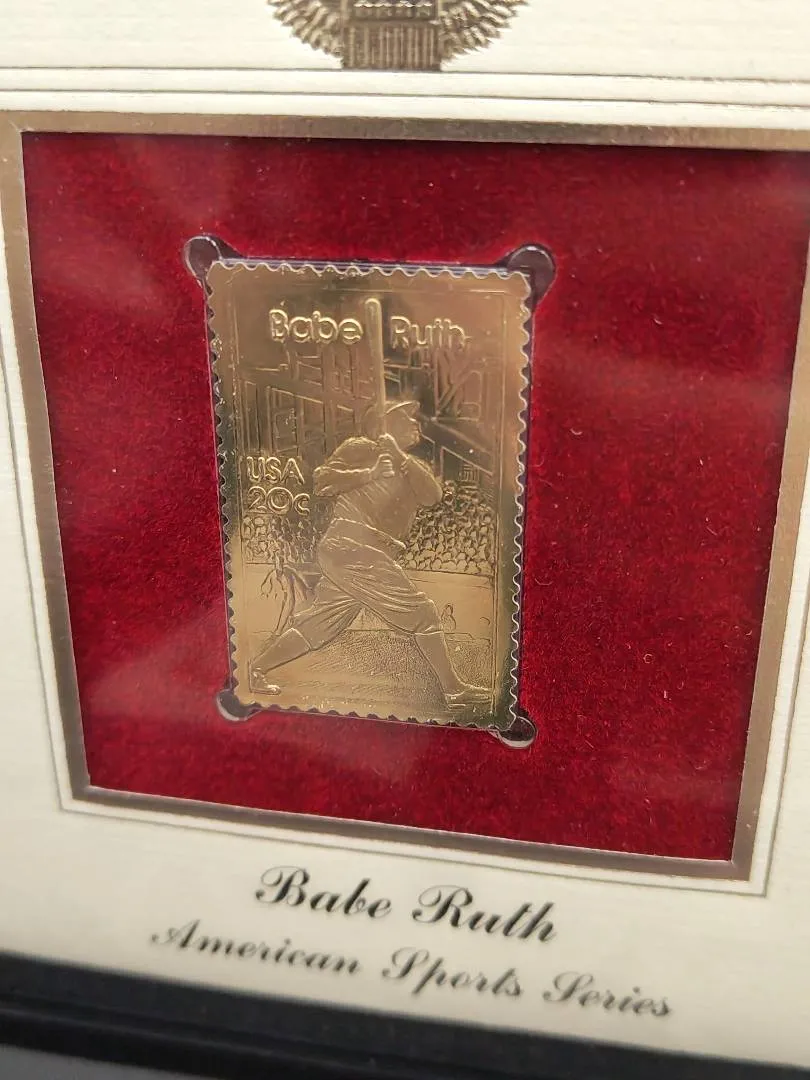 Babe Ruth
USA
20c
Babe Ruth
American Sports Series